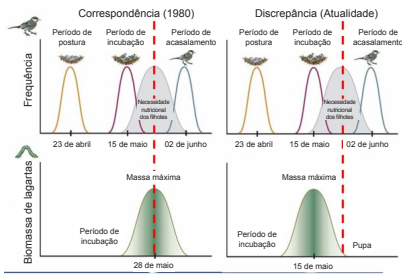 Correspondência (1980)
Discrepância (Atualidade)
Período de
postura
Período de
incubação
Período de
acasalamento
Período de
postura
Período de
incubação
Período de
acasalamento
Frequência
Necessidade
nutricional
dos filhotes
Necessidade
nutricional
dos filhotes
23 de abril
15 de maio
02 de junho
23 de abril
15 de maio
02 de junho
Biomassa de lagartas
Massa máxima
Massa máxima
Período de
incubação
Período de
incubação
Pupa
28 de maio
15 de maio